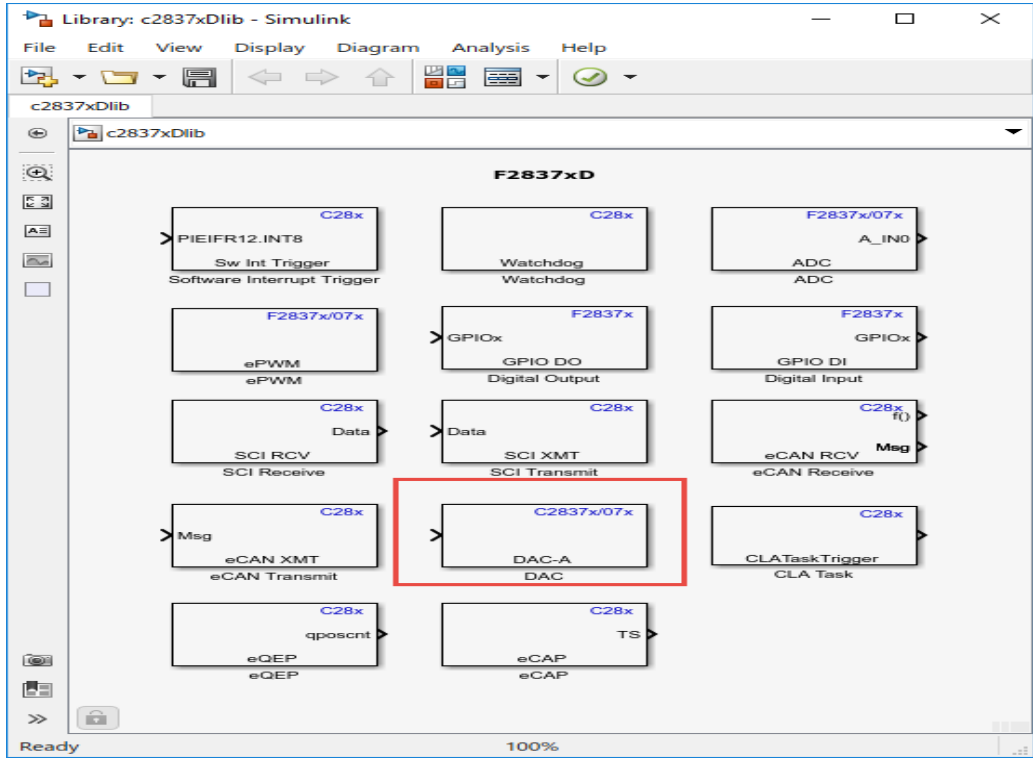 Library: c2837xDlib - Simulink
File Edit View Display Diagram Analysis Help
c2837xDlib
c2837xDlib
F2837xD
C28x
PIEIFR12.INT8
Sw Int Trigger
Software Interrupt Trigger
C28x
Watchdog
Watchdog
F2837x/07x
A_IN0
ADC
ADC
F2837x/07x
ePWM
ePWM
F2837x
GPIOx
GPIO DO
Digital Output
F2837x
GPIOx
GPIO DI
Digital Input
C28x
Data
SCI RCV
SCI Receive
C28x
Data
SCI XMT
SCI Transmit
C28x
f()
Msg
eCAN RCV
eCAN Receive
C28x
Msg
eCAN XMT
eCAN Transmit
C2837x/07x
DAC-A
DAC
C28x
CLATaskTrigger
CLA Task
C28x
qposcnt
eQEP
eQEP
C28x
TS
eCAP
eCAP
Ready 100%